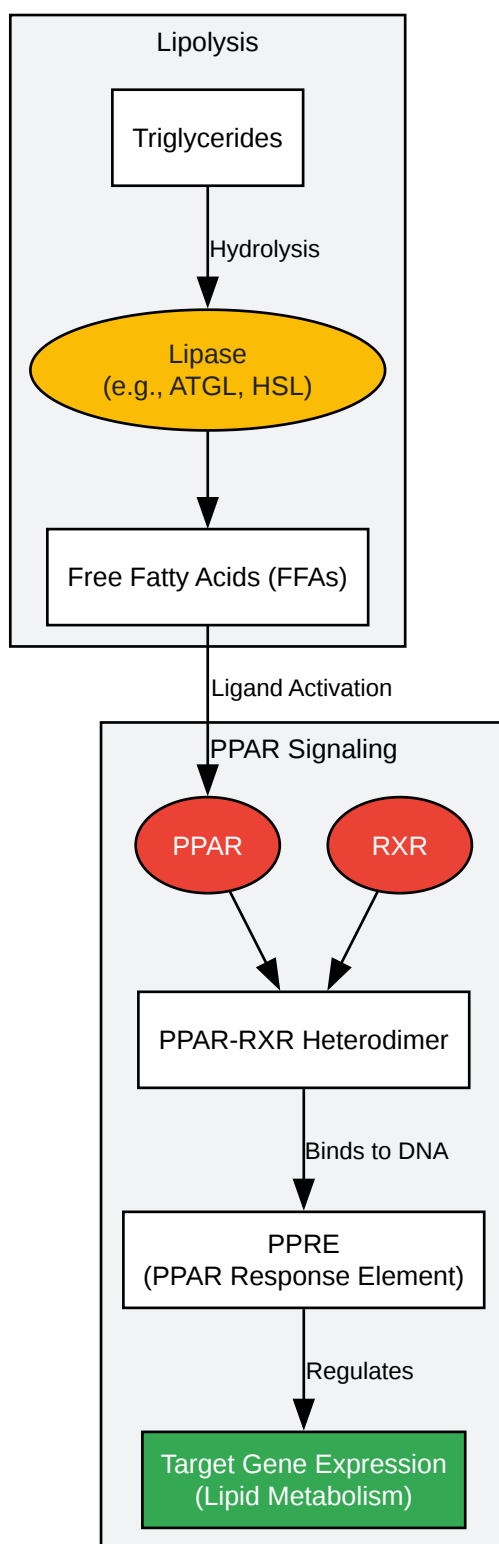 Lipolysis
Triglycerides
Hydrolysis
Lipase
(e.g., ATGL, HSL)
Free Fatty Acids (FFAs)
Ligand Activation
PPAR Signaling
PPAR
RXR
PPAR-RXR Heterodimer
Binds to DNA
PPRE
(PPAR Response Element)
Regulates
Target Gene Expression
(Lipid Metabolism)